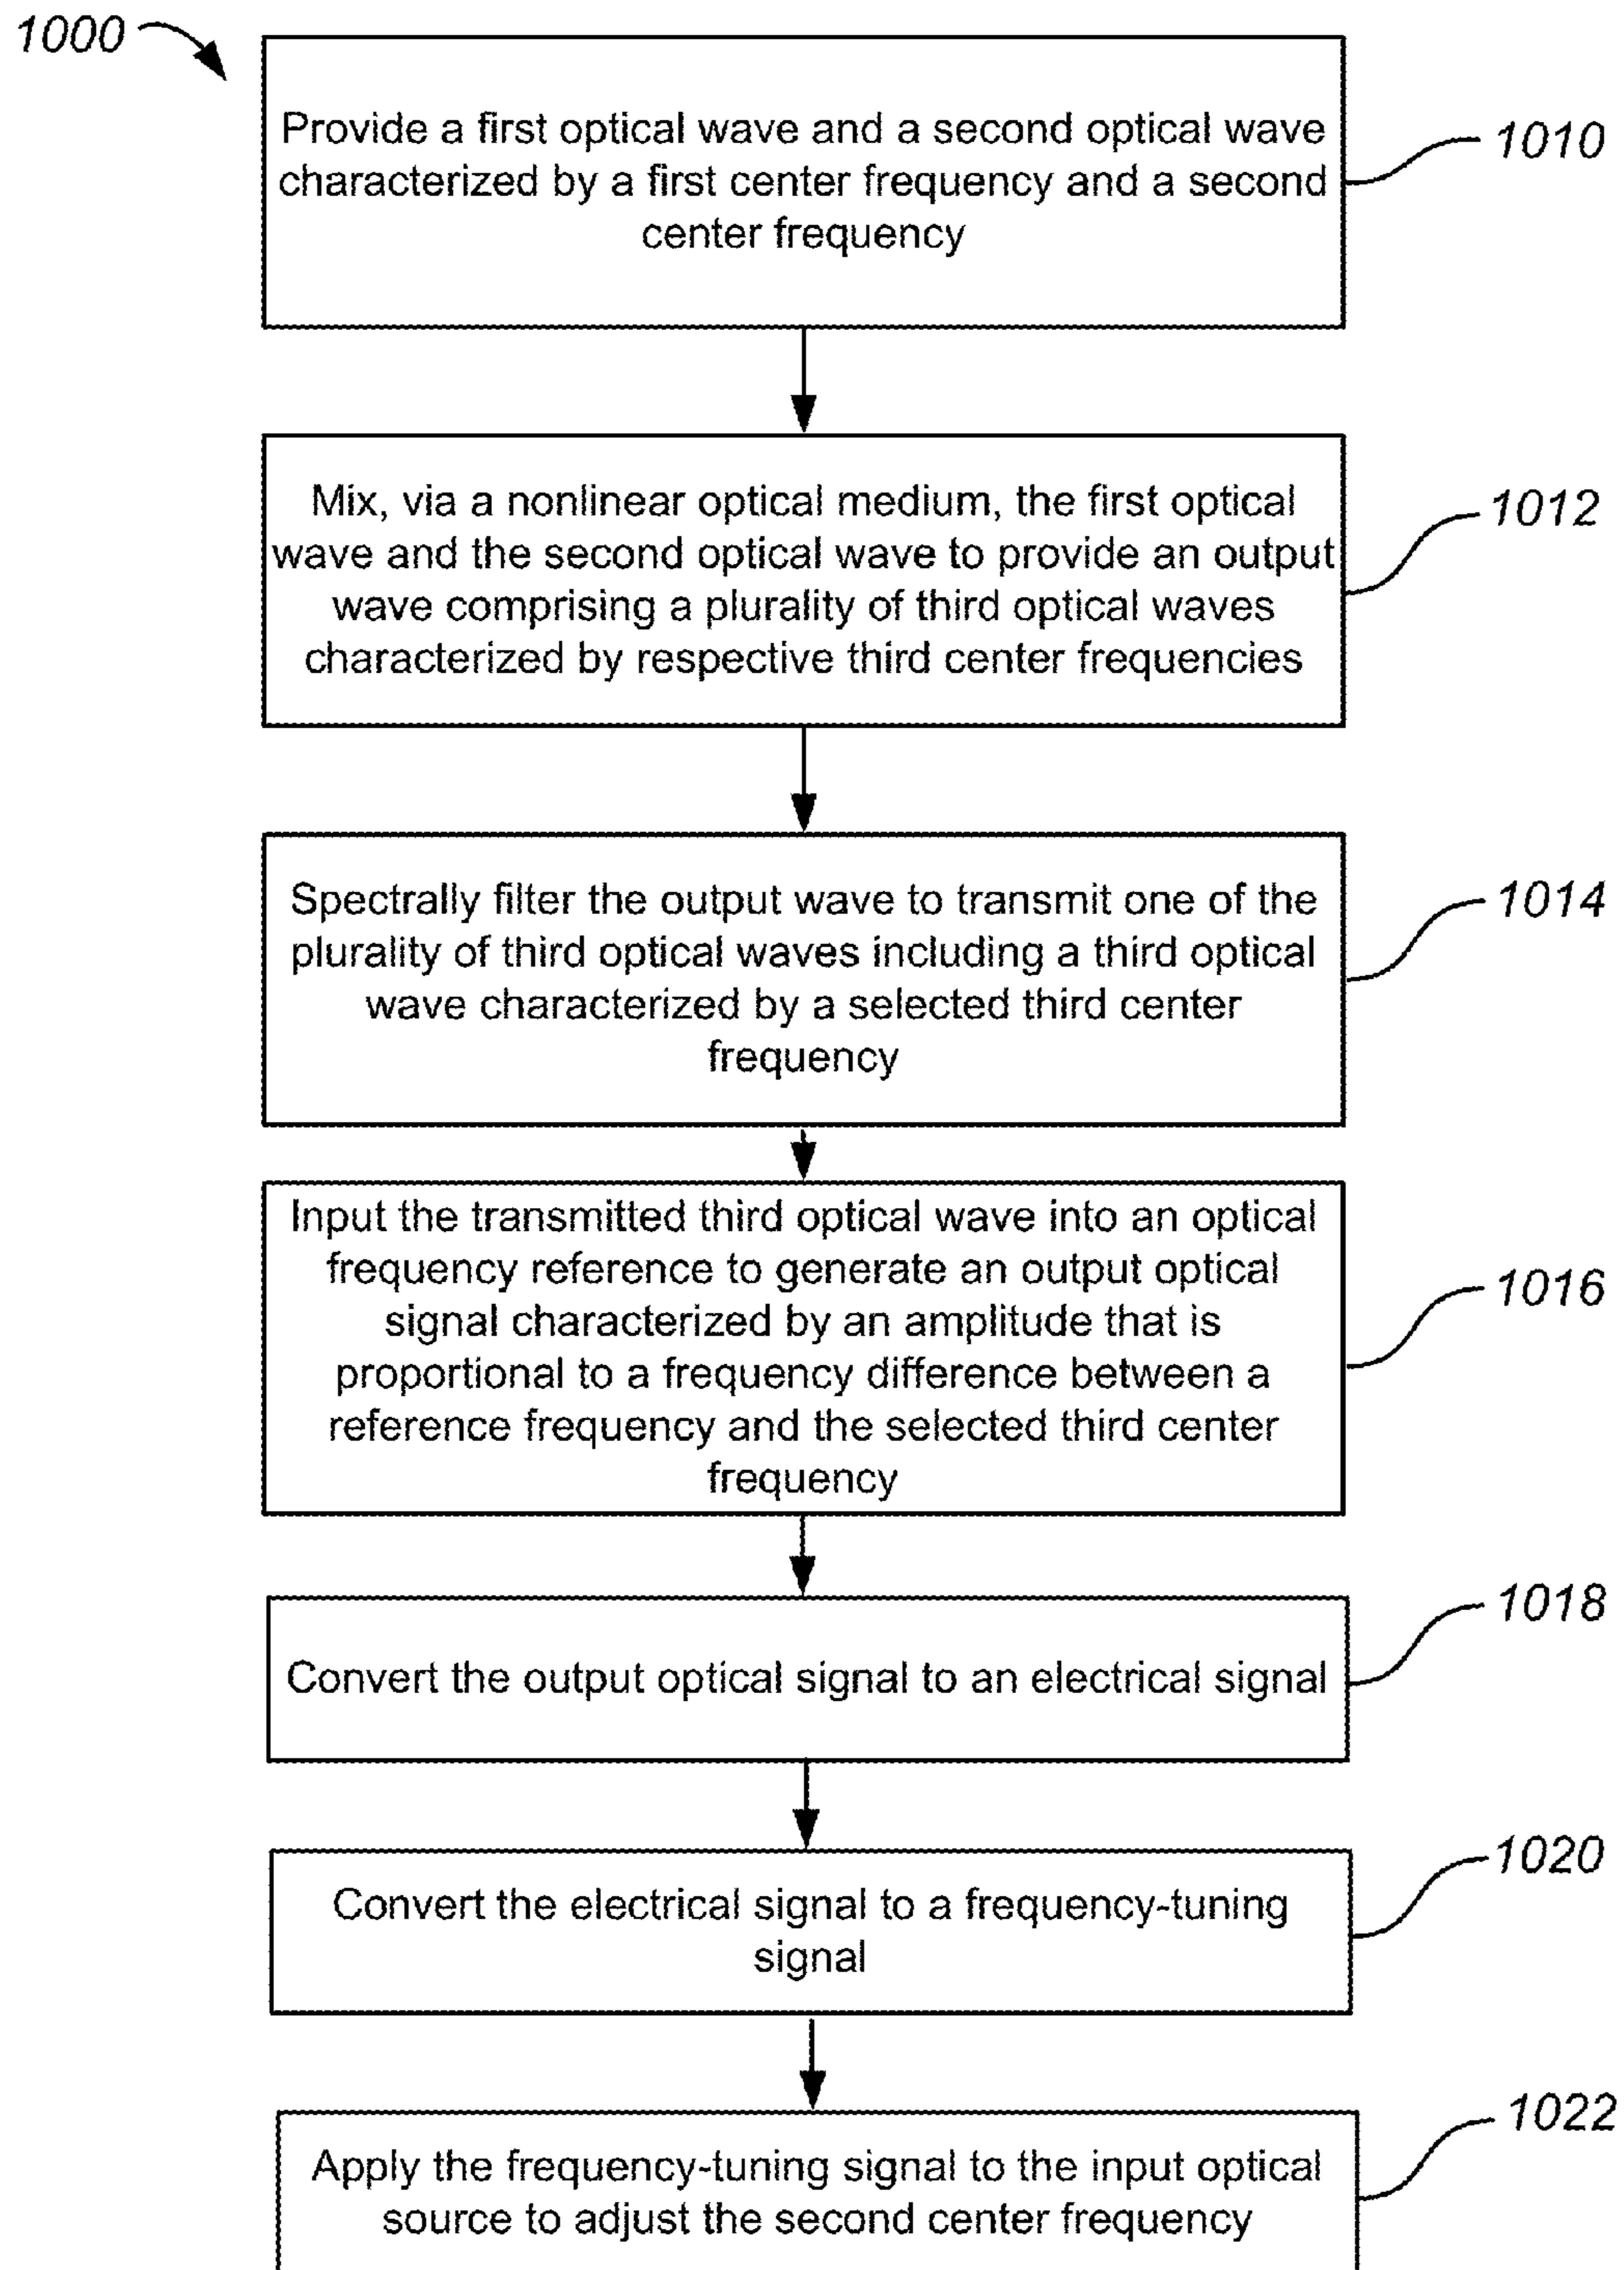 1000
Provide a first optical wave and a second optical wave
characterized by a first center frequency and a second
center frequency
1010
Mix, via a nonlinear optical medium, the first optical
wave and the second optical wave to provide an output
wave comprising a plurality of third optical waves
characterized by respective third center frequencies
1012
Spectrally filter the output wave to transmit one of the
plurality of third optical waves including a third optical
wave characterized by a selected third center
frequency
1014
Input the transmitted third optical wave into an optical
frequency reference to generate an output optical
signal characterized by an amplitude that is
proportional to a frequency difference between a
reference frequency and the selected third center
frequency
1016
Convert the output optical signal to an electrical signal
1018
Convert the electrical signal to a frequency-tuning
signal
1020
Apply the frequency-tuning signal to the input optical
source to adjust the second center frequency
1022